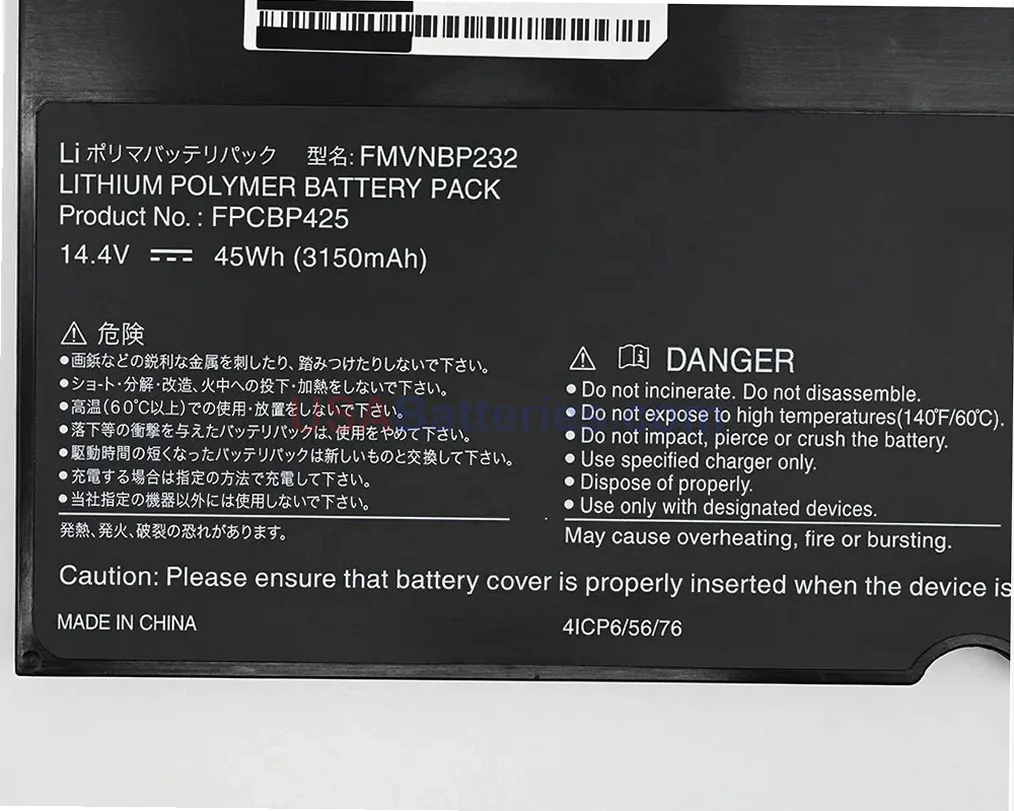 Li ポリマバッテリパック 型名: FMVNBP232
LITHIUM POLYMER BATTERY PACK
Product No. : FPCBP425
14.4V 45Wh (3150mAh)
危険
●画鋲などの鋭利な金属を刺したり、踏みつけたりしないで下さい。
●ショート・分解・改造、火中への投下・加熱をしないで下さい。
●高温(60℃以上)での使用・放置をしないで下さい。
●落下等の衝撃を与えたバッテリパックは、使用をやめて下さい。
●駆動時間の短くなったバッテリパックは新しいものと交換して下さい。
●充電する場合は指定の方法で充電して下さい。
●当社指定の機器以外には使用しないで下さい。
発熱、発火、破裂の恐れがあります。
DANGER
●Do not incinerate. Do not disassemble.
●Do not expose to high temperatures(140℉/60℃).
●Do not impact, pierce or crush the battery.
●Use specified charger only.
●Dispose of properly.
●Use only with designated devices.
May cause overheating, fire or bursting.
USABatteries.com
Caution: Please ensure that battery cover is properly inserted when the device is
MADE IN CHINA
4ICP6/56/76